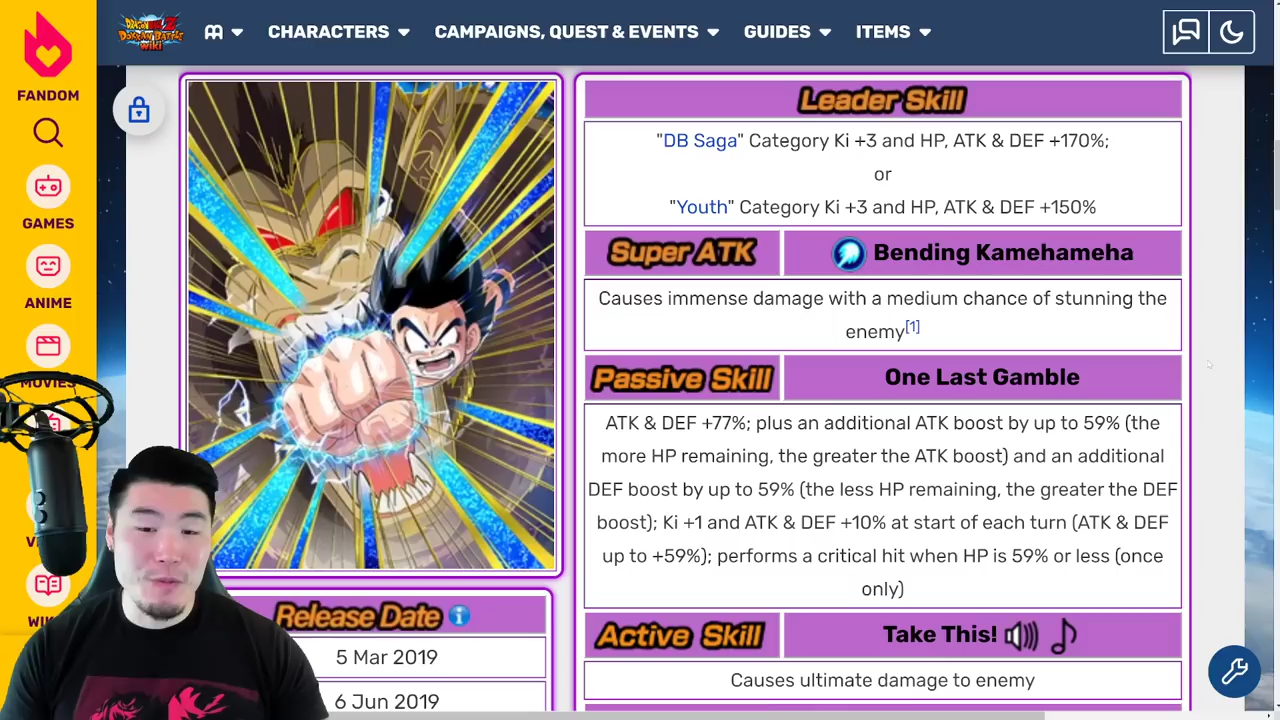 DRAGON BALL Z
DOKKAN BATTLE
WIKI
CHARACTERS
CAMPAIGNS, QUEST & EVENTS
GUIDES
ITEMS
FANDOM
GAMES
ANIME
MOVIES
V
WIK
Leader Skill
"DB Saga" Category Ki +3 and HP, ATK & DEF +170%;
or
"Youth" Category Ki +3 and HP, ATK & DEF +150%
Super ATK
Bending Kamehameha
Causes immense damage with a medium chance of stunning the
enemy[1]
Passive Skill
One Last Gamble
ATK & DEF +77%; plus an additional ATK boost by up to 59% (the
more HP remaining, the greater the ATK boost) and an additional
DEF boost by up to 59% (the less HP remaining, the greater the DEF
boost); Ki +1 and ATK & DEF +10% at start of each turn (ATK & DEF
up to +59%); performs a critical hit when HP is 59% or less (once
only)
Active Skill
Take This!
Causes ultimate damage to enemy
Release Date
5 Mar 2019
6 Jun 2019